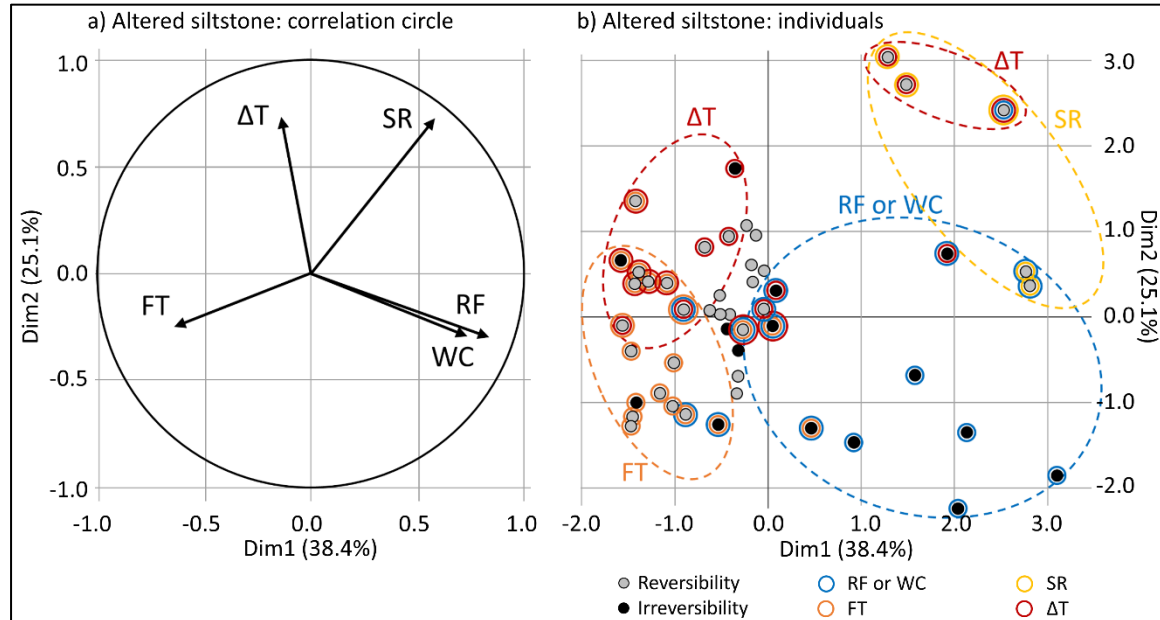 a) Altered siltstone: correlation circle
1.0
0.5
0.0
-0.5
-1.0
Dim2 (25.1%)
ΔT
SR
FT
RF
WC
-1.0
-0.5
0.0
0.5
1.0
Dim1 (38.4%)
b) Altered siltstone: individuals
ΔT
SR
ΔT
RF or WC
FT
3.0
2.0
1.0
0.0
-1.0
-2.0
Dim2 (25.1%)
-2.0
-1.0
0.0
1.0
2.0
3.0
Dim1 (38.4%)
Reversibility
RF or WC
SR
Irreversibility
FT
ΔT